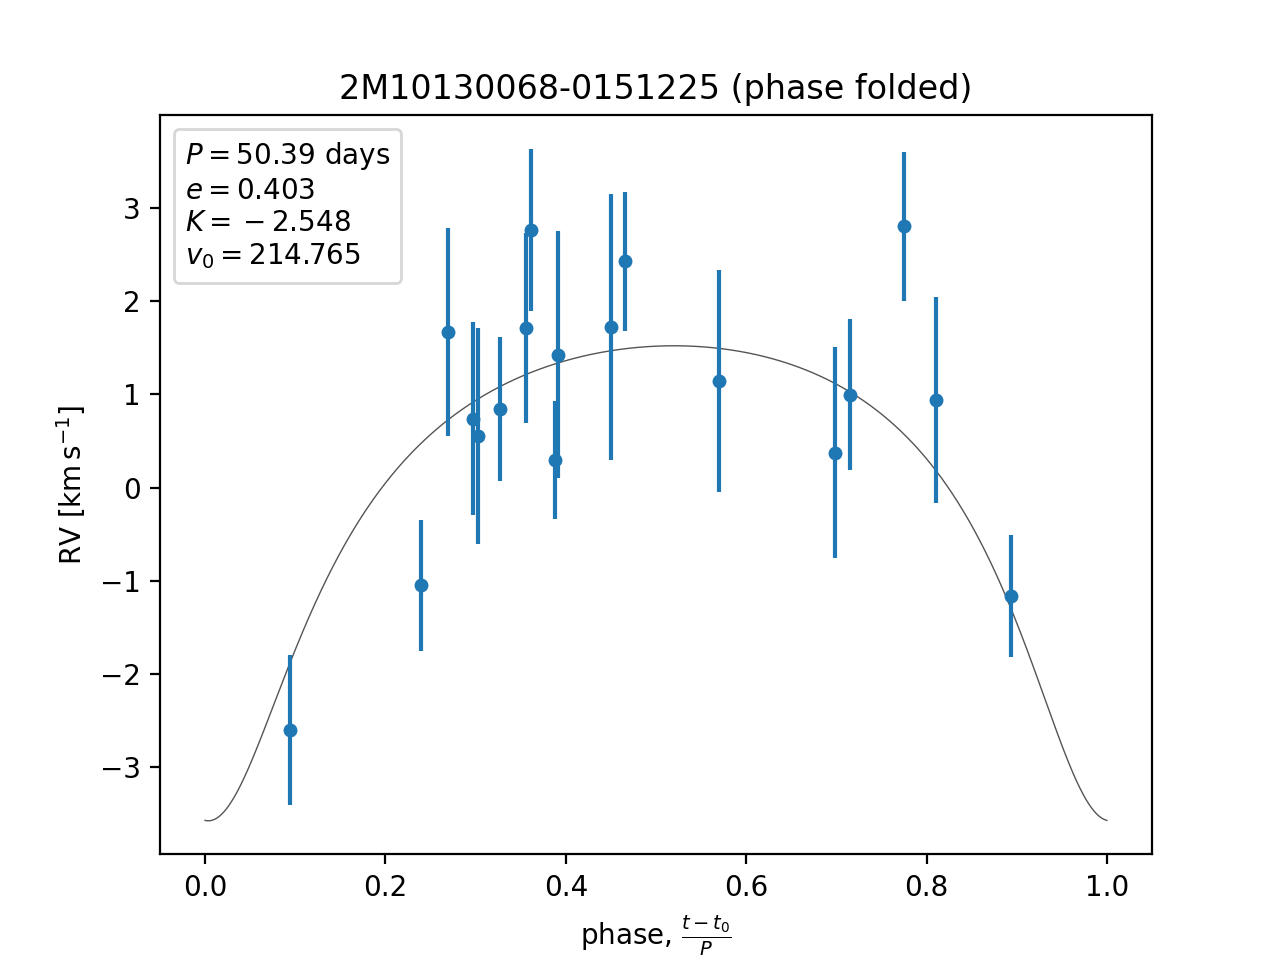 2M10130068-0151225 (phase folded)
P = 50.39 days
e = 0.403
K = −2.548
v₀ = 214.765
3
2
1
0
−1
−2
−3
RV [km s⁻¹]
0.0 0.2 0.4 0.6 0.8 1.0
phase, (t − t₀)/P